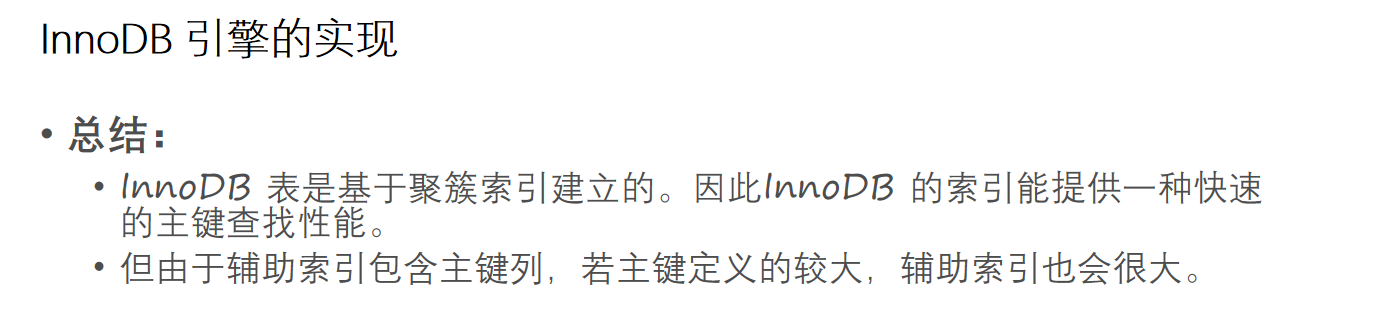 InnoDB 引擎的实现
• 总结：
• InnoDB 表是基于聚簇索引建立的。因此InnoDB 的索引能提供一种快速
的主键查找性能。
• 但由于辅助索引包含主键列，若主键定义的较大，辅助索引也会很大。